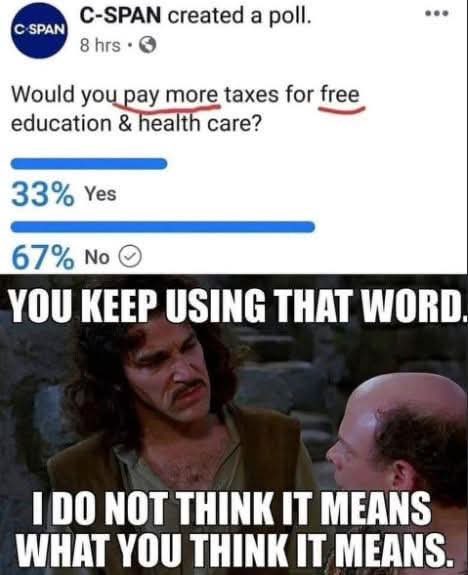 C-SPAN
C-SPAN created a poll.
8 hrs ·
Would you pay more taxes for free
education & health care?
33% Yes
67% No
YOU KEEP USING THAT WORD.
I DO NOT THINK IT MEANS
WHAT YOU THINK IT MEANS.